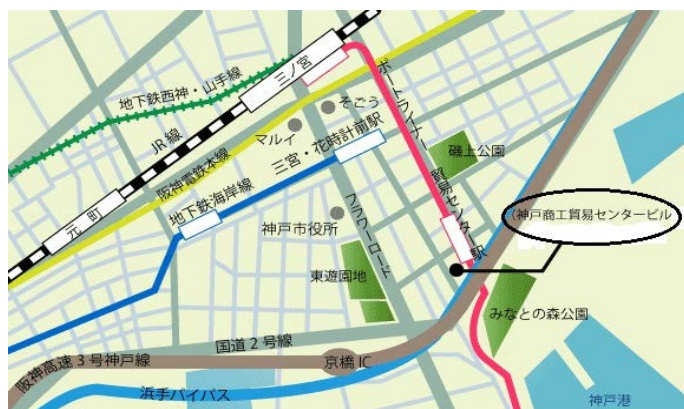 三ノ宮
地下鉄西神・山手線
JR線
そごう
マルイ
ポートライナー
阪神電鉄本線
三宮・花時計前駅
磯上公園
元町
地下鉄海岸線
貿易センター駅
神戸市役所
フラワーロード
(神戸商工貿易センタービル
東遊園地
みなとの森公園
国道2号線
阪神高速3号神戸線
京橋IC
浜手バイパス
神戸港